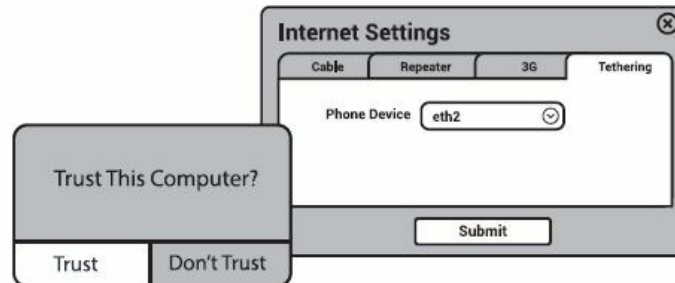 Internet Settings
Cable Repeater 3G Tethering
Phone Device eth2
Submit
Trust This Computer?
Trust Don't Trust